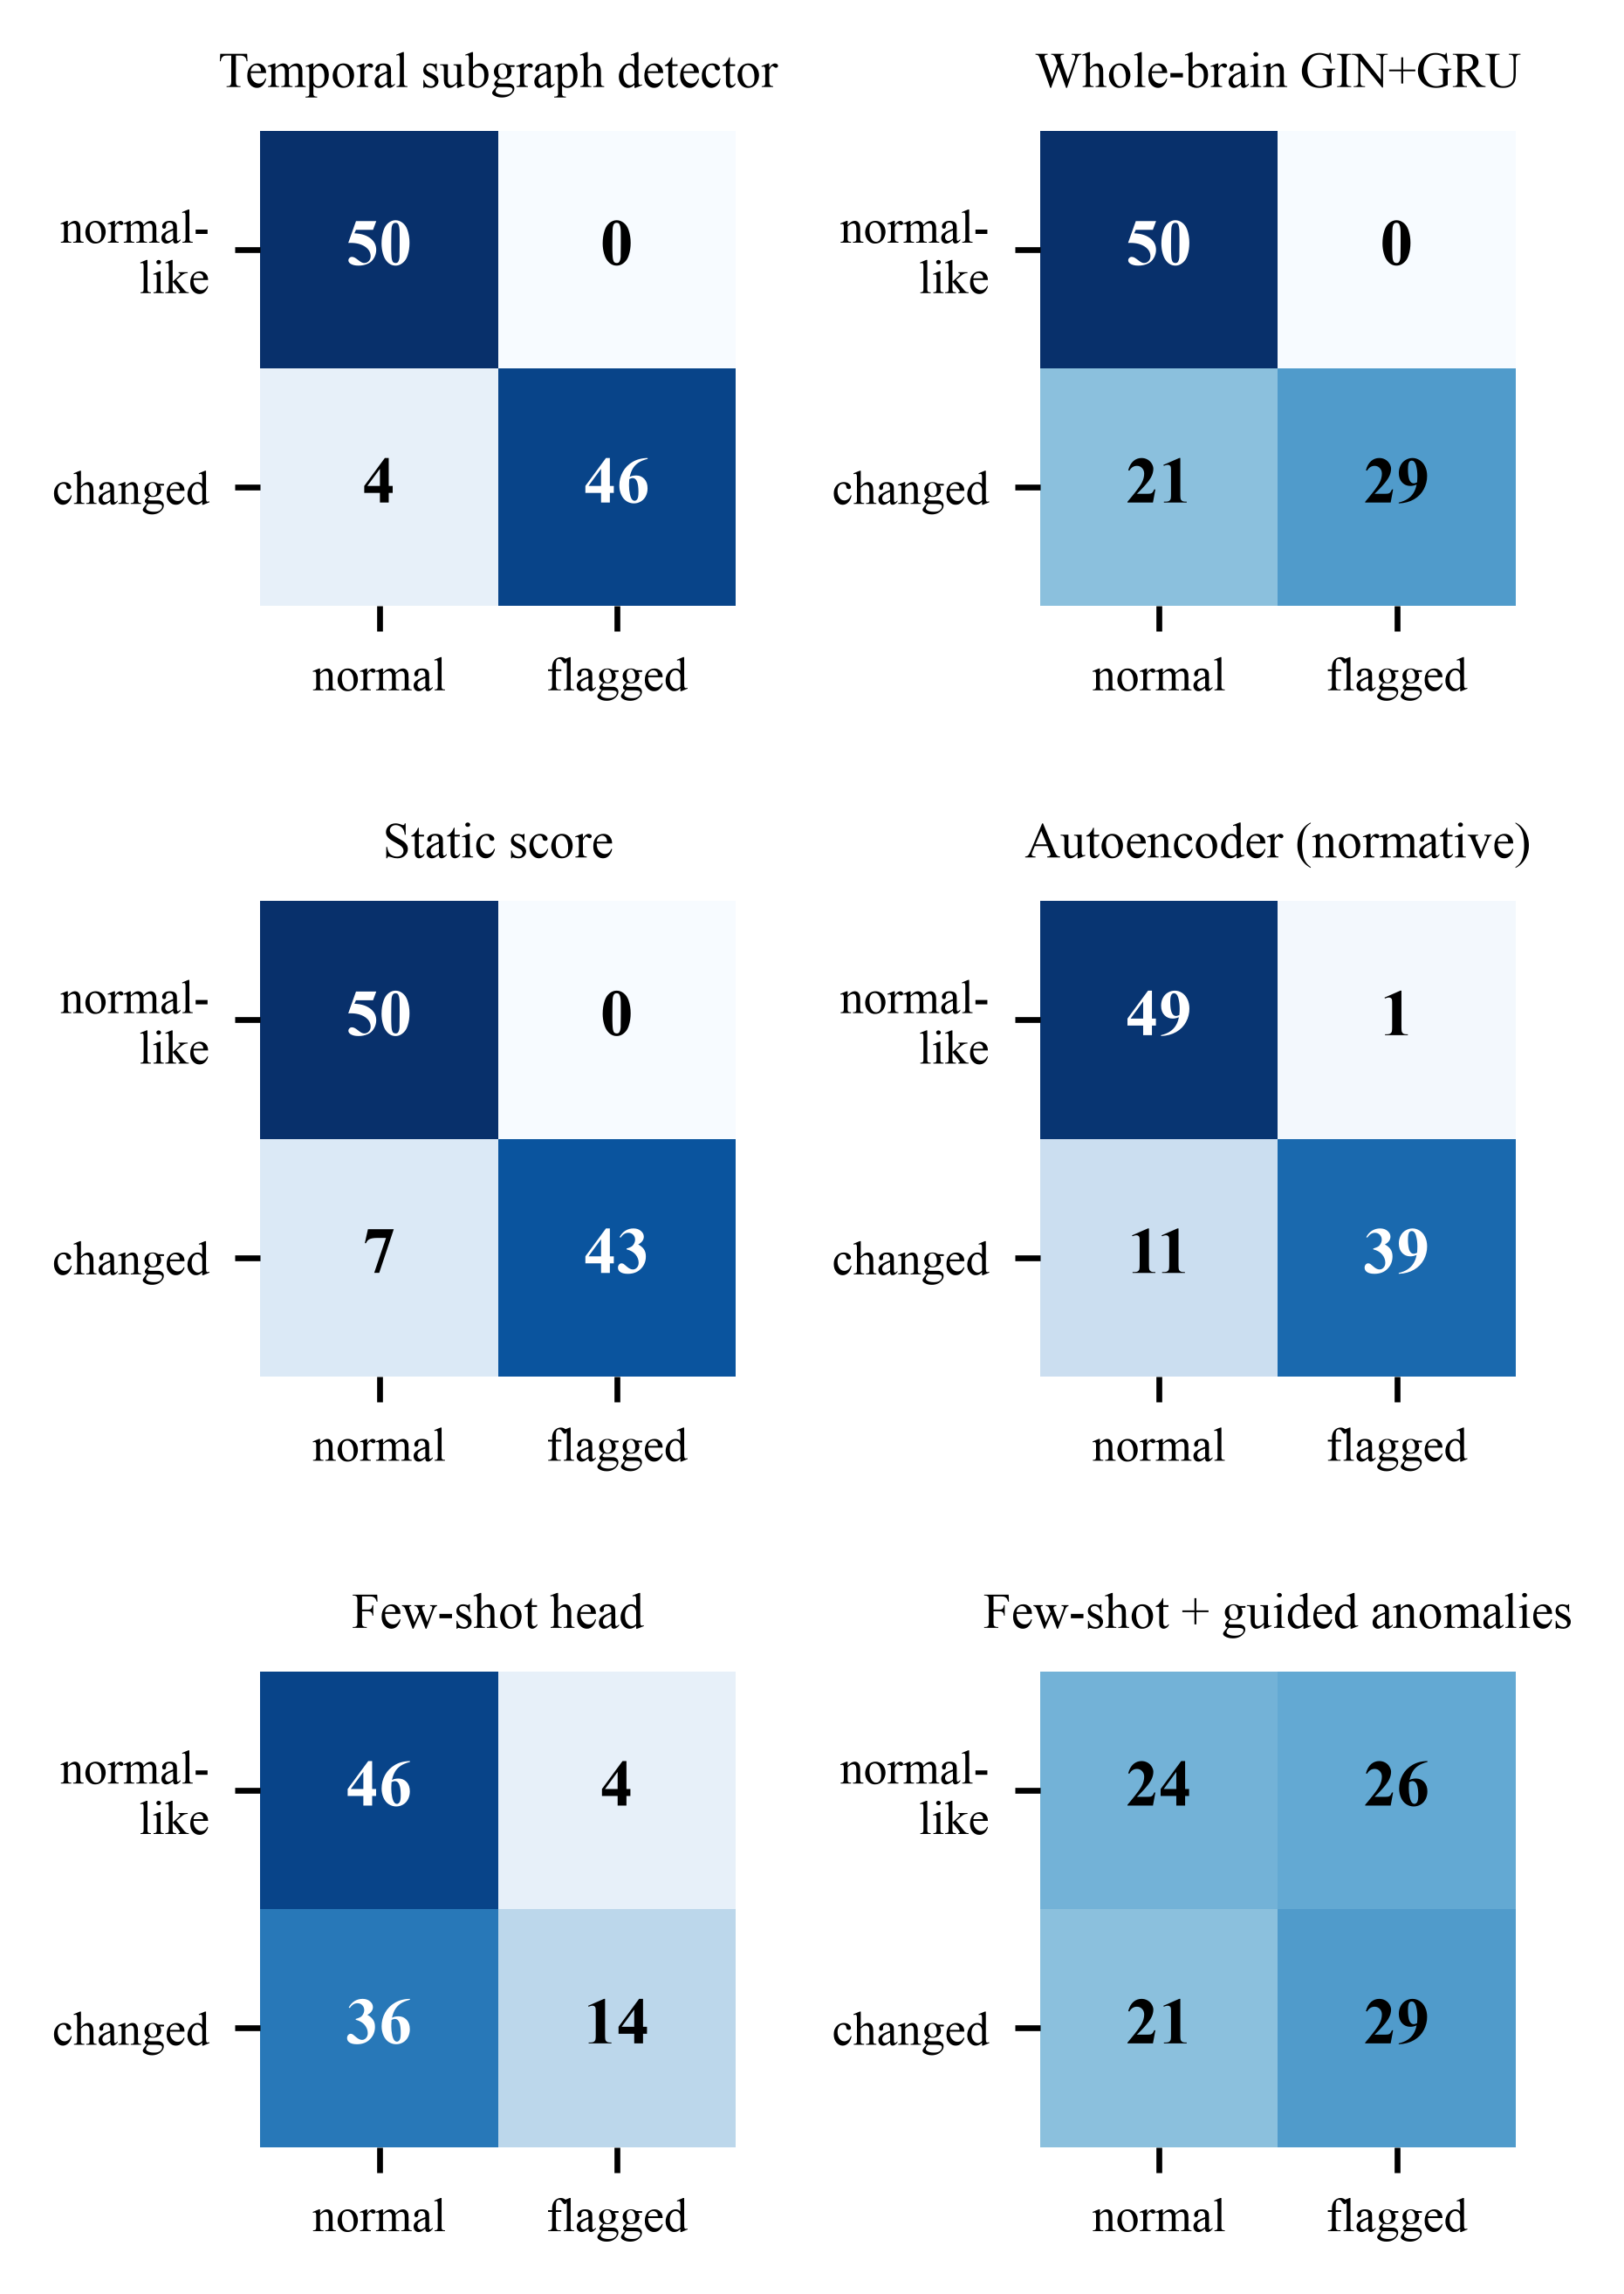 Temporal subgraph detector
normal-
like
50
0
changed
4
46
normal
flagged
Whole-brain GIN+GRU
normal-
like
50
0
changed
21
29
normal
flagged
Static score
normal-
like
50
0
changed
7
43
normal
flagged
Autoencoder (normative)
normal-
like
49
1
changed
11
39
normal
flagged
Few-shot head
normal-
like
46
4
changed
36
14
normal
flagged
Few-shot + guided anomalies
normal-
like
24
26
changed
21
29
normal
flagged